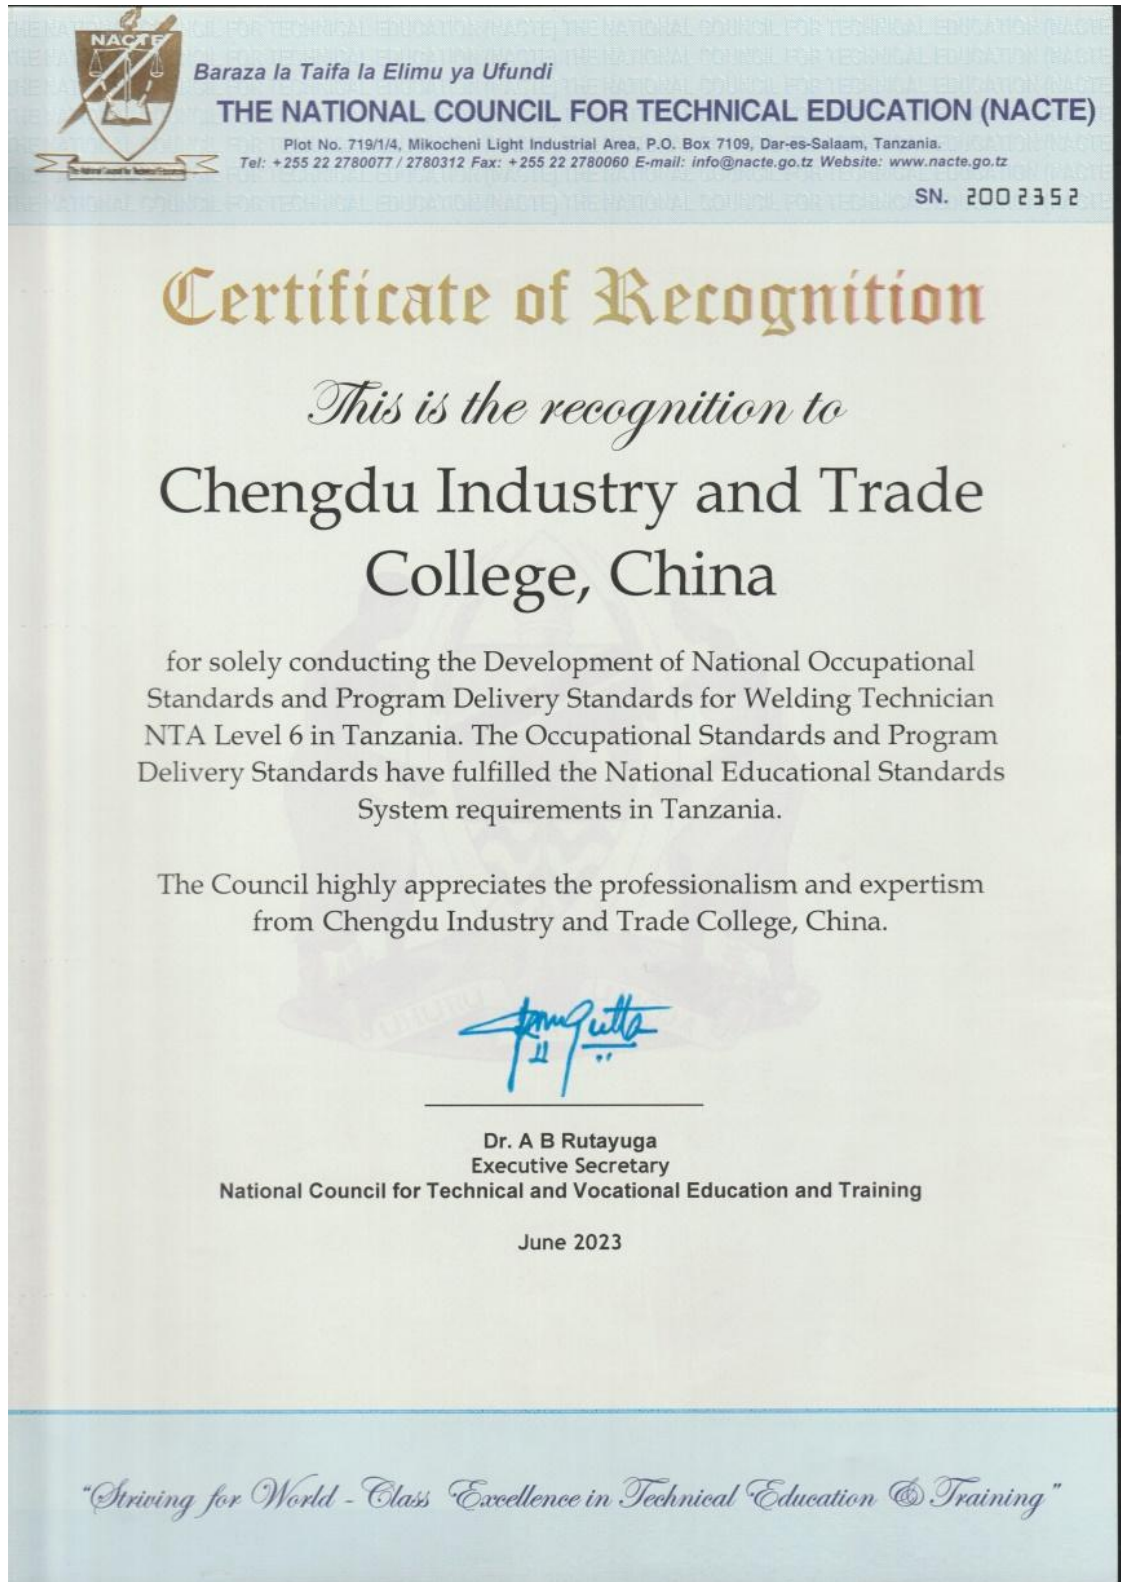 NACTE
Baraza la Taifa la Elimu ya Ufundi
THE NATIONAL COUNCIL FOR TECHNICAL EDUCATION (NACTE)
Plot No. 719/1/4, Mikocheni Light Industrial Area, P.O. Box 7109, Dar-es-Salaam, Tanzania.
Tel: +255 22 2780077 / 2780312 Fax: +255 22 2780060 E-mail: info@nacte.go.tz Website: www.nacte.go.tz
The National Council for Technical Education
SN. 2002352
Certificate of Recognition
This is the recognition to
Chengdu Industry and Trade
College, China
for solely conducting the Development of National Occupational
Standards and Program Delivery Standards for Welding Technician
NTA Level 6 in Tanzania. The Occupational Standards and Program
Delivery Standards have fulfilled the National Educational Standards
System requirements in Tanzania.
The Council highly appreciates the professionalism and expertism
from Chengdu Industry and Trade College, China.
Dr. A B Rutayuga
Executive Secretary
National Council for Technical and Vocational Education and Training
June 2023
"Striving for World - Class Excellence in Technical Education & Training"